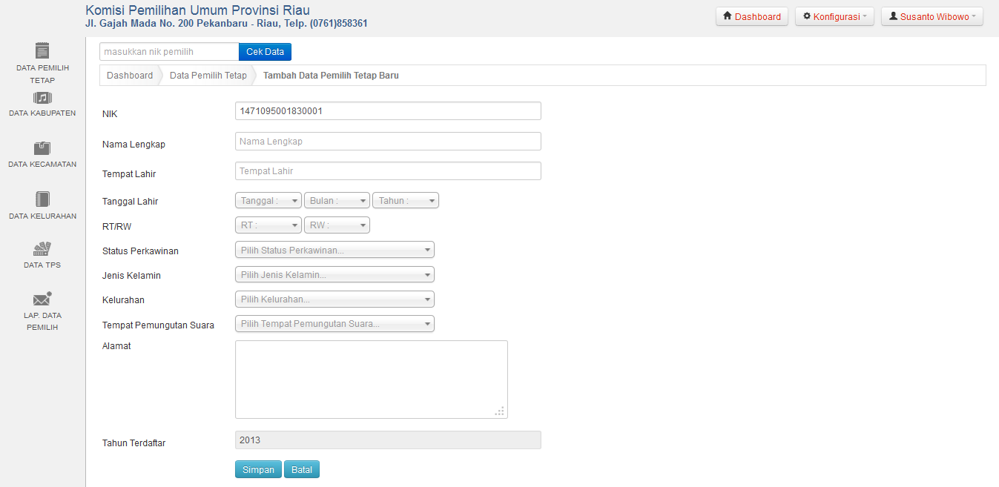 Komisi Pemilihan Umum Provinsi Riau
Jl. Gajah Mada No. 200 Pekanbaru - Riau, Telp. (0761)858361
Dashboard
Konfigurasi
Susanto Wibowo
DATA PEMILIH
TETAP
DATA KABUPATEN
DATA KECAMATAN
DATA KELURAHAN
DATA TPS
LAP. DATA
PEMILIH
masukkan nik pemilih Cek Data
Dashboard Data Pemilih Tetap Tambah Data Pemilih Tetap Baru
NIK 1471095001830001
Nama Lengkap Nama Lengkap
Tempat Lahir Tempat Lahir
Tanggal Lahir Tanggal : Bulan : Tahun :
RT/RW RT : RW :
Status Perkawinan Pilih Status Perkawinan...
Jenis Kelamin Pilih Jenis Kelamin...
Kelurahan Pilih Kelurahan...
Tempat Pemungutan Suara Pilih Tempat Pemungutan Suara...
Alamat
Tahun Terdaftar 2013
Simpan Batal